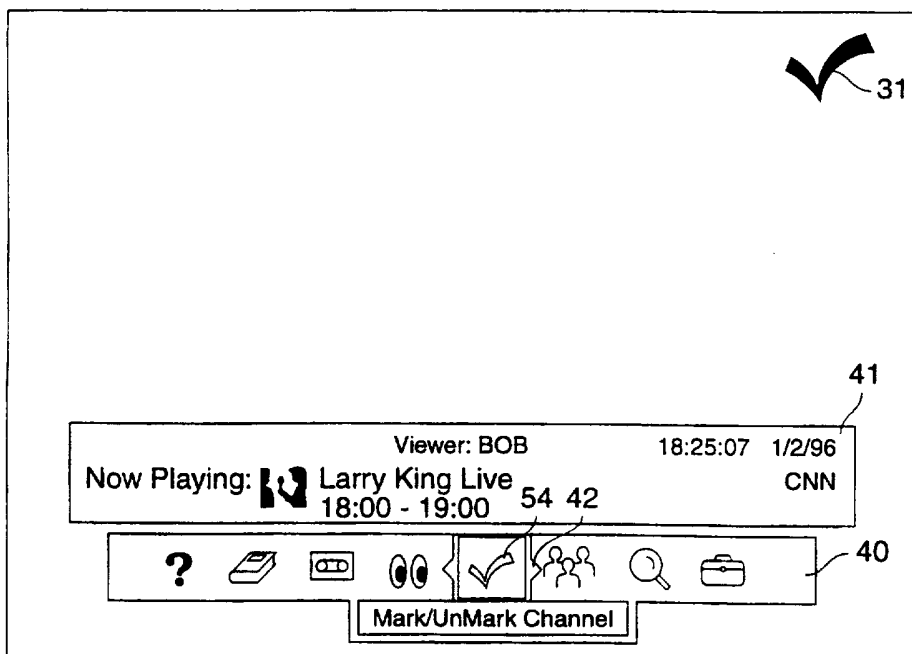 31
41
Viewer: BOB 18:25:07 1/2/96
Now Playing: Larry King Live CNN
18:00 - 19:00
54 42
? 40
Mark/UnMark Channel